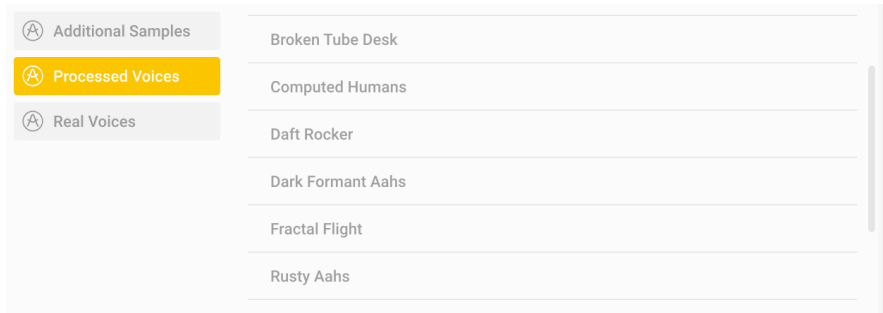 Additional Samples
Processed Voices
Real Voices
Broken Tube Desk
Computed Humans
Daft Rocker
Dark Formant Aahs
Fractal Flight
Rusty Aahs